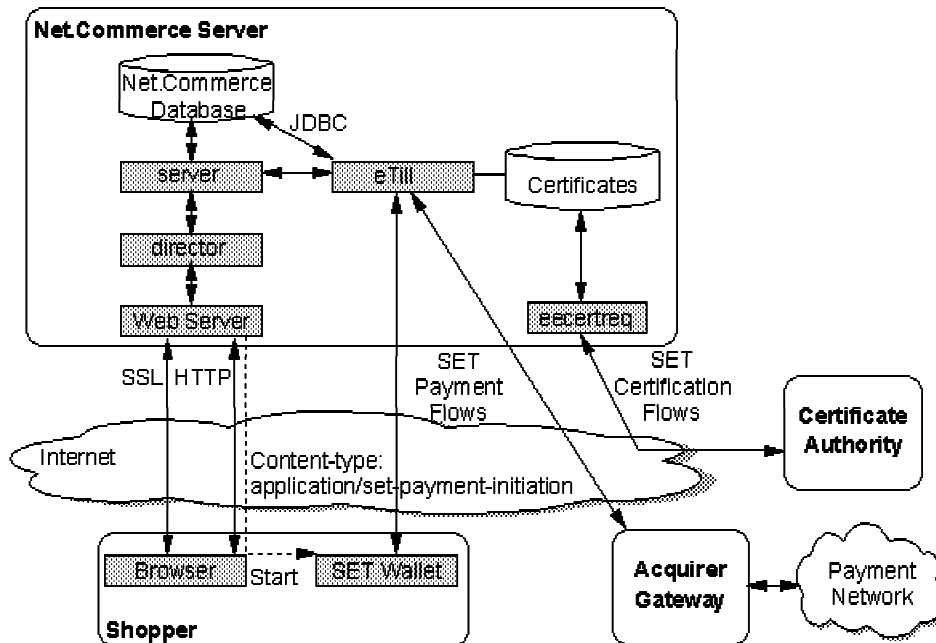 Net.Commerce Server
Net.Commerce
Database
JDBC
server
eTill
Certificates
director
Web Server
eecertreq
SSL
HTTP
SET
Payment
Flows
SET
Certification
Flows
Certificate
Authority
Internet
Content-type:
application/set-payment-initiation
Browser
Start
SET Wallet
Shopper
Acquirer
Gateway
Payment
Network